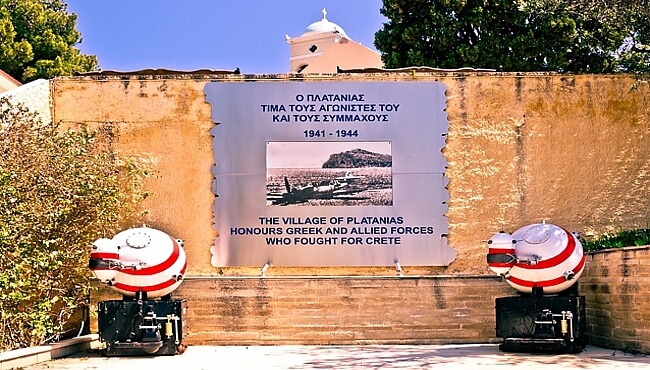 Ο ΠΛΑΤΑΝΙΑΣ
ΤΙΜΑ ΤΟΥΣ ΑΓΩΝΙΣΤΕΣ ΤΟΥ
ΚΑΙ ΤΟΥΣ ΣΥΜΜΑΧΟΥΣ
1941 - 1944
THE VILLAGE OF PLATANIAS
HONOURS GREEK AND ALLIED FORCES
WHO FOUGHT FOR CRETE